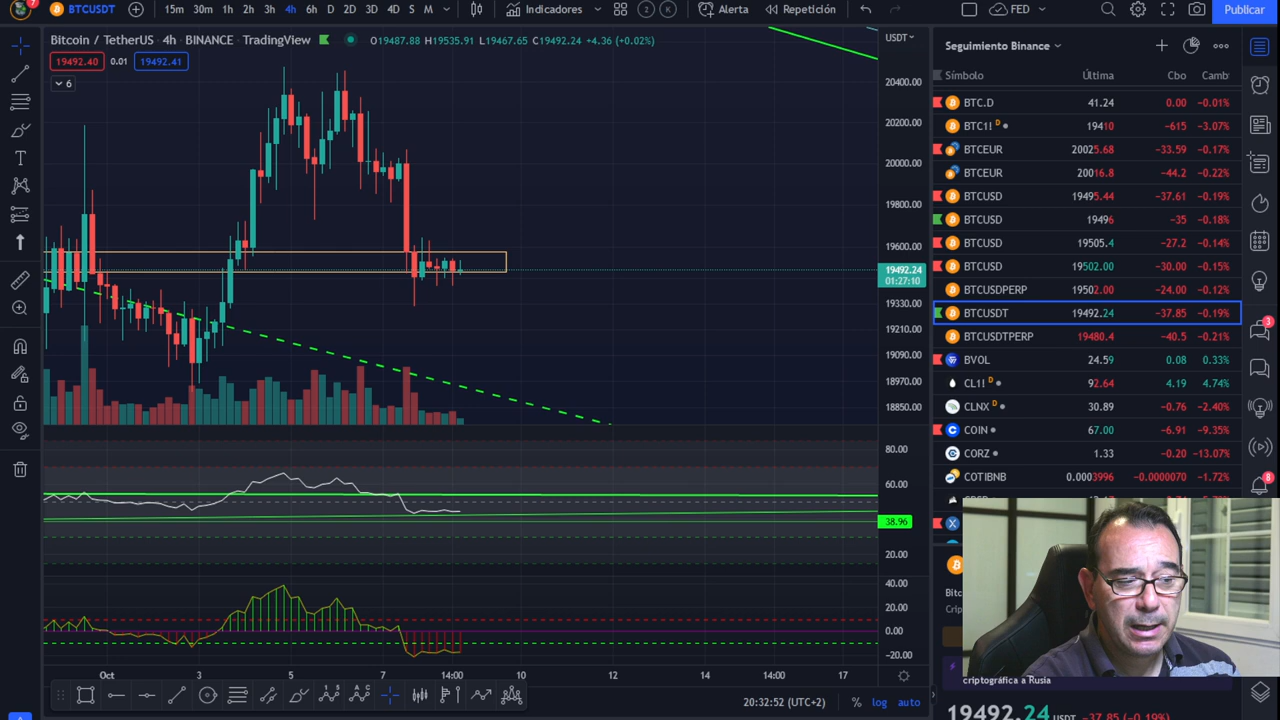 7
BTCUSDT
15m 30m 1h 2h 3h 4h 6h D 2D 3D 4D S M
Indicadores
2 K
Alerta
Repetición
FED
Publicar
Bitcoin / TetherUS · 4h · BINANCE · TradingView
O19487.88 H19535.91 L19467.65 C19492.24 +4.36 (+0.02%)
19492.40 0.01 19492.41
6
USDT
20400.00
20200.00
20000.00
19800.00
19600.00
19492.24
01:27:10
19330.00
19210.00
19090.00
18970.00
18850.00
80.00
60.00
38.96
20.00
40.00
20.00
0.00
−20.00
Oct 3 5 7 14:00 10 12 14 14:00 17
20:32:52 (UTC+2) % log auto
Seguimiento Binance
Símbolo Última Cbo Camb
BTC.D 41.24 0.00 −0.01%
BTC1! D 19410 −615 −3.07%
BTCEUR 20025.68 −33.59 −0.17%
BTCEUR 20016.8 −44.2 −0.22%
BTCUSD 19495.44 −37.61 −0.19%
BTCUSD 19496 −35 −0.18%
BTCUSD 19505.4 −27.2 −0.14%
BTCUSD 19502.00 −30.00 −0.15%
BTCUSDPERP 19502.00 −24.00 −0.12%
BTCUSDT 19492.24 −37.85 −0.19%
BTCUSDTPERP 19480.4 −40.5 −0.21%
BVOL 24.59 0.08 0.33%
CL1! D 92.64 4.19 4.74%
CLNX 30.89 −0.76 −2.40%
COIN 67.00 −6.91 −9.35%
CORZ 1.33 −0.20 −13.07%
COTIBNB 0.0003996 −0.0000070 −1.72%
3
8
criptográfica a Rusia
19492.24 USDT −37.85 (−0.19%)